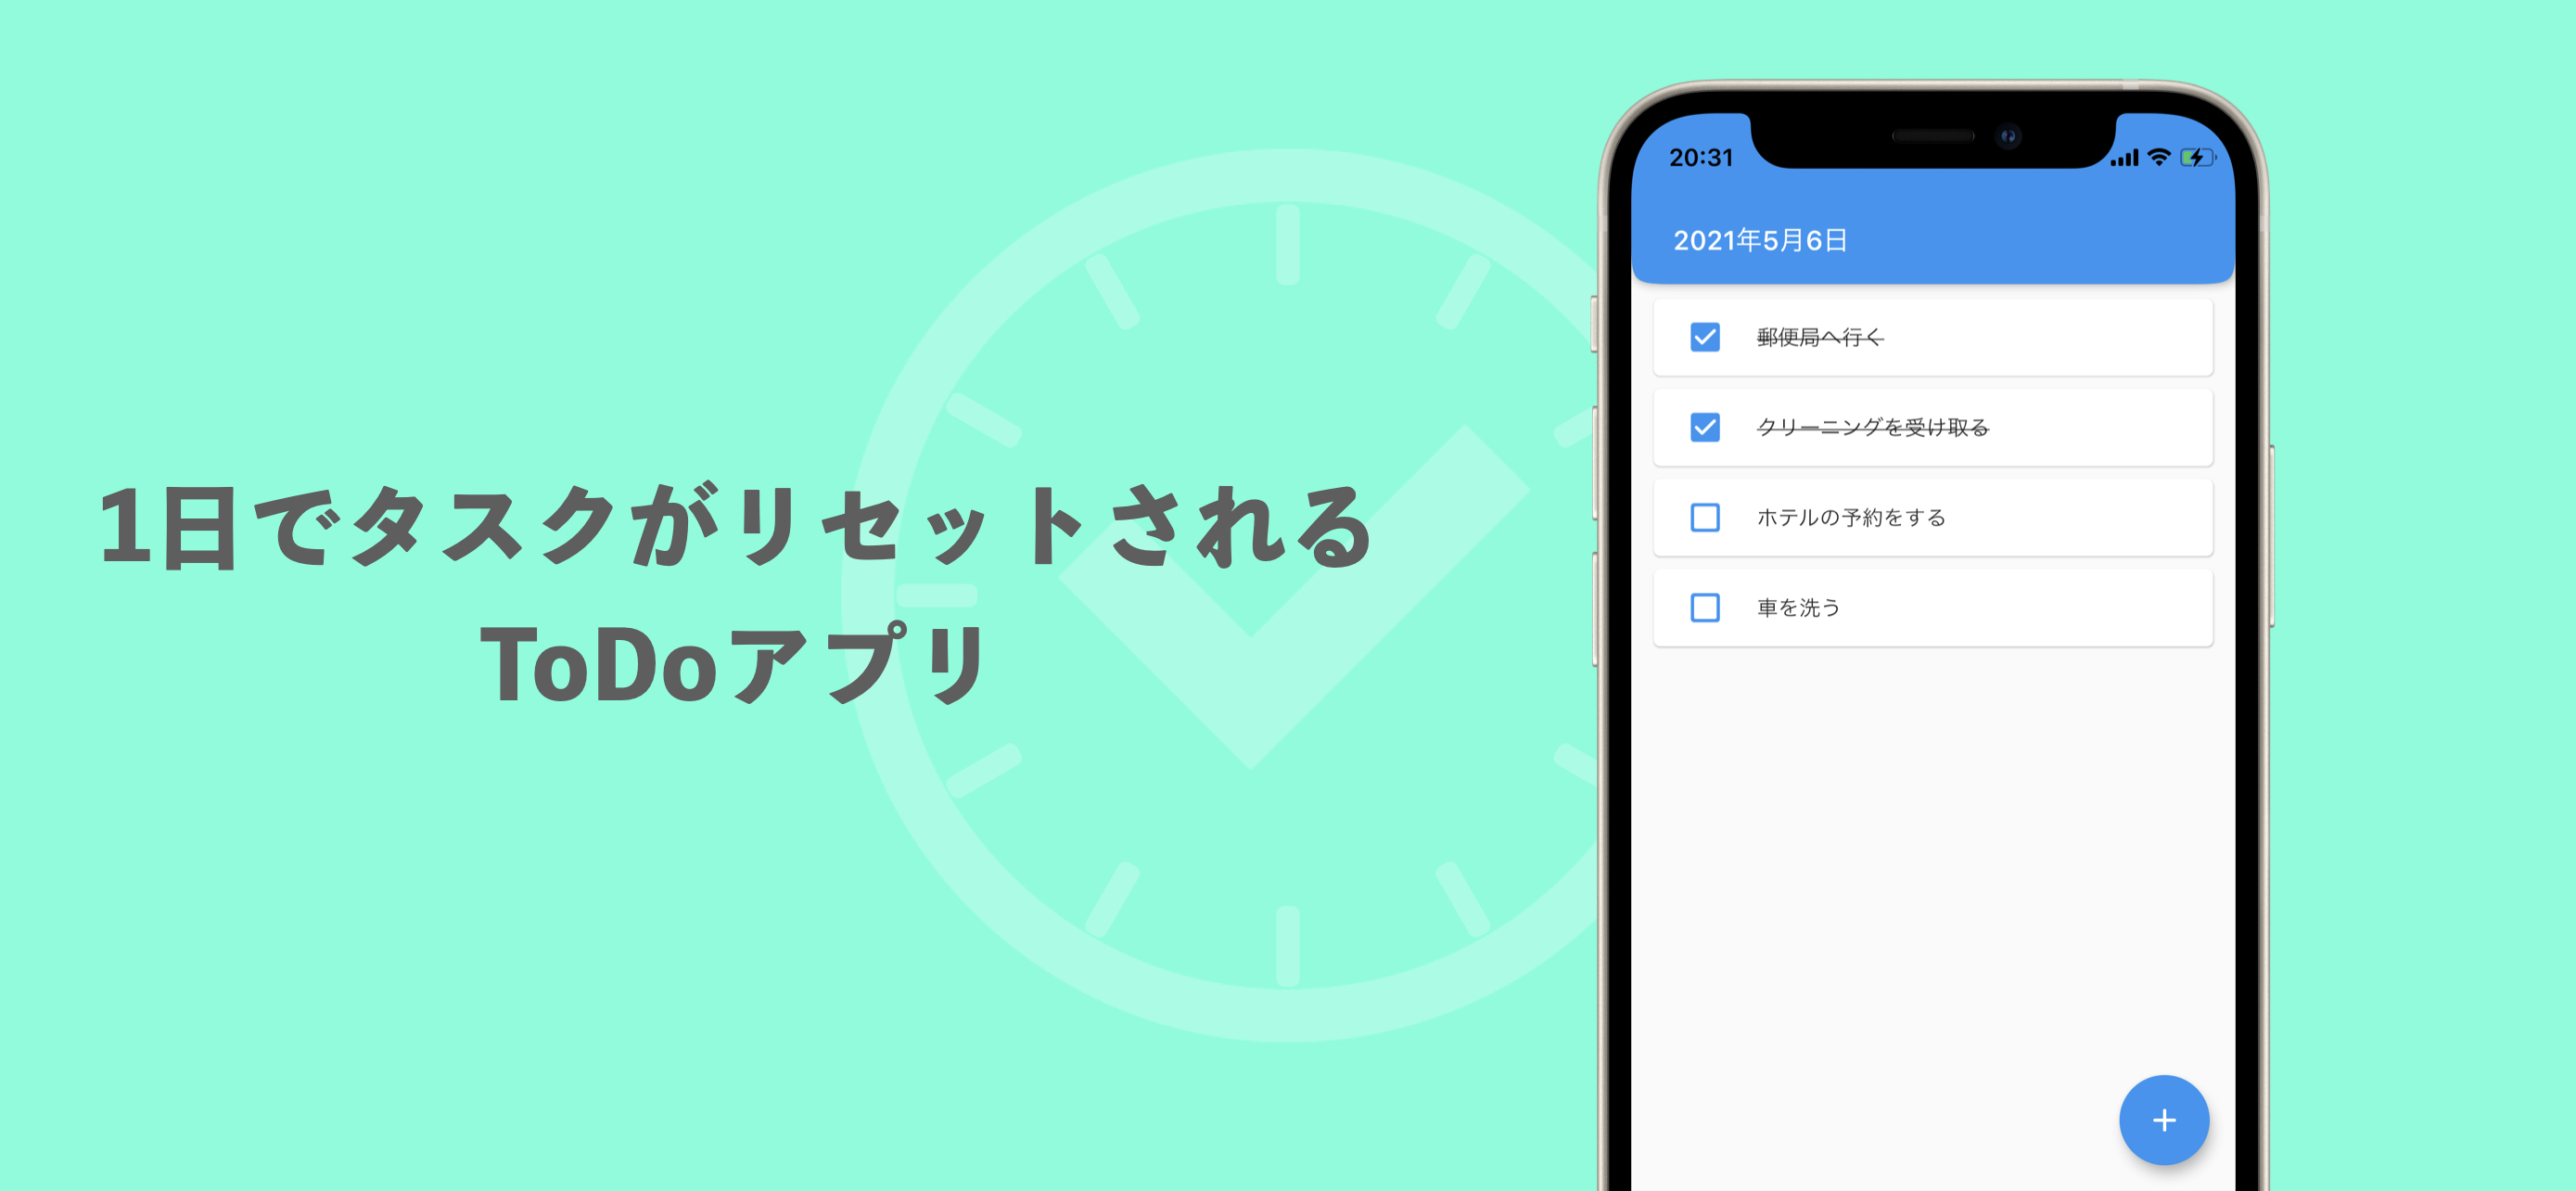 1日でタスクがリセットされる
ToDoアプリ
20:31
2021年5月6日
郵便局へ行く
クリーニングを受け取る
ホテルの予約をする
車を洗う